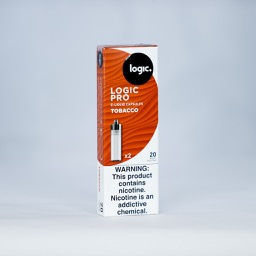 logic.
LOGIC
PRO
E-LIQUID CAPSULES
TOBACCO
x2
20
WARNING:
This product
contains
nicotine.
Nicotine is an
addictive
chemical.